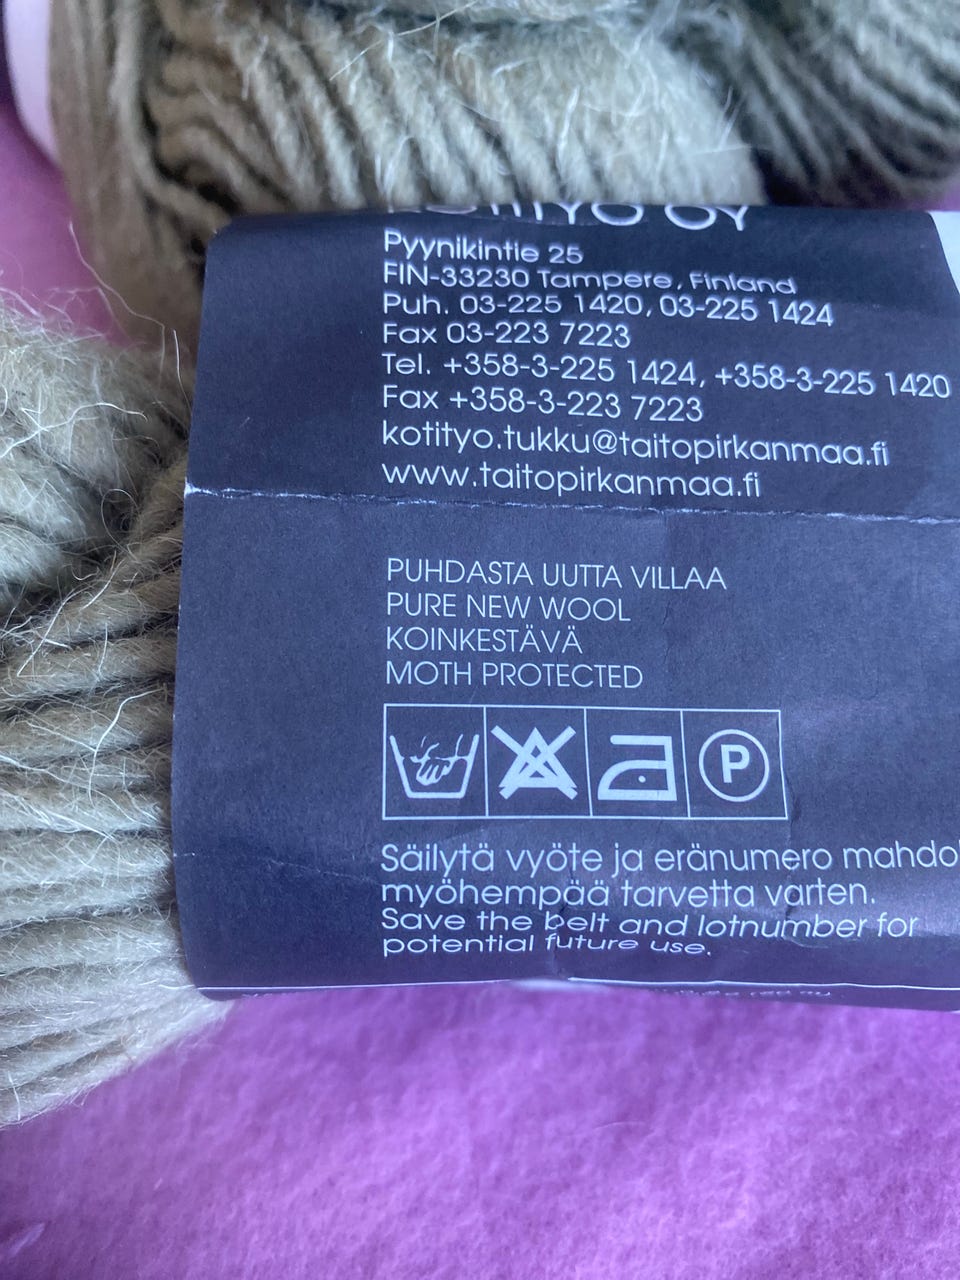 KOTITYÖ OY
Pyynikintie 25
FIN-33230 Tampere, Finland
Puh. 03-225 1420, 03-225 1424
Fax 03-223 7223
Tel. +358-3-225 1424, +358-3-225 1420
Fax +358-3-223 7223
kotityo.tukku@taitopirkanmaa.fi
www.taitopirkanmaa.fi
PUHDASTA UUTTA VILLAA
PURE NEW WOOL
KOINKESTÄVÄ
MOTH PROTECTED
P
Säilytä vyöte ja eränumero mahdol
myöhempää tarvetta varten.
Save the belt and lotnumber for
potential future use.